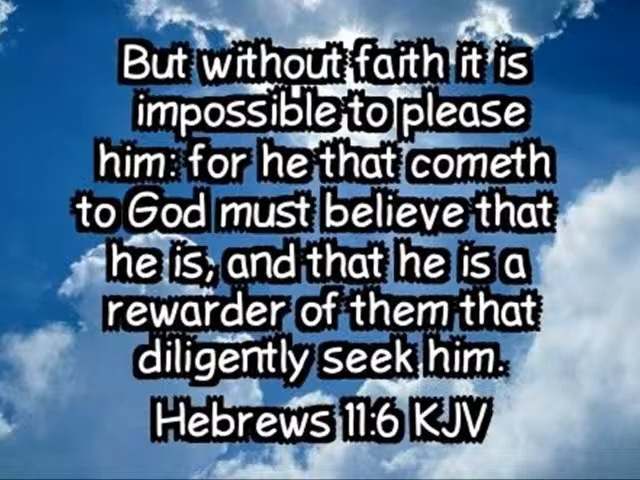 But without faith it is
impossible to please
him: for he that cometh
to God must believe that
he is, and that he is a
rewarder of them that
diligently seek him.
Hebrews 11:6 KJV